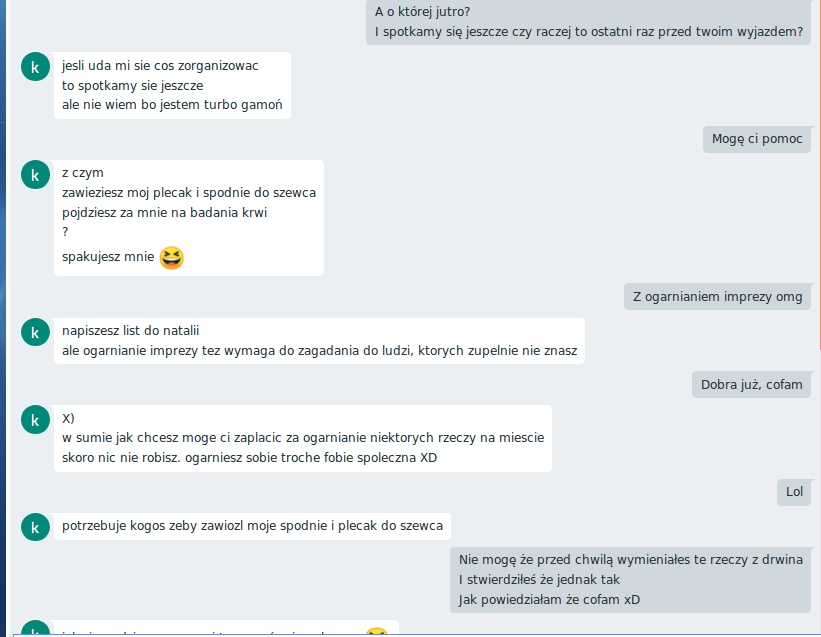 A o której jutro?
I spotkamy się jeszcze czy raczej to ostatni raz przed twoim wyjazdem?
k
jesli uda mi sie cos zorganizowac
to spotkamy sie jeszcze
ale nie wiem bo jestem turbo gamoń
Mogę ci pomoc
k
z czym
zawieziesz moj plecak i spodnie do szewca
pojdziesz za mnie na badania krwi
?
spakujesz mnie 😆
Z ogarnianiem imprezy omg
k
napiszesz list do natalii
ale ogarnianie imprezy tez wymaga do zagadania do ludzi, ktorych zupelnie nie znasz
Dobra już, cofam
k
X)
w sumie jak chcesz moge ci zaplacic za ogarnianie niektorych rzeczy na miescie
skoro nic nie robisz. ogarniesz sobie troche fobie spoleczna XD
Lol
k
potrzebuje kogos zeby zawiozl moje spodnie i plecak do szewca
Nie mogę że przed chwilą wymieniałes te rzeczy z drwina
I stwierdziłeś że jednak tak
Jak powiedziałam że cofam xD